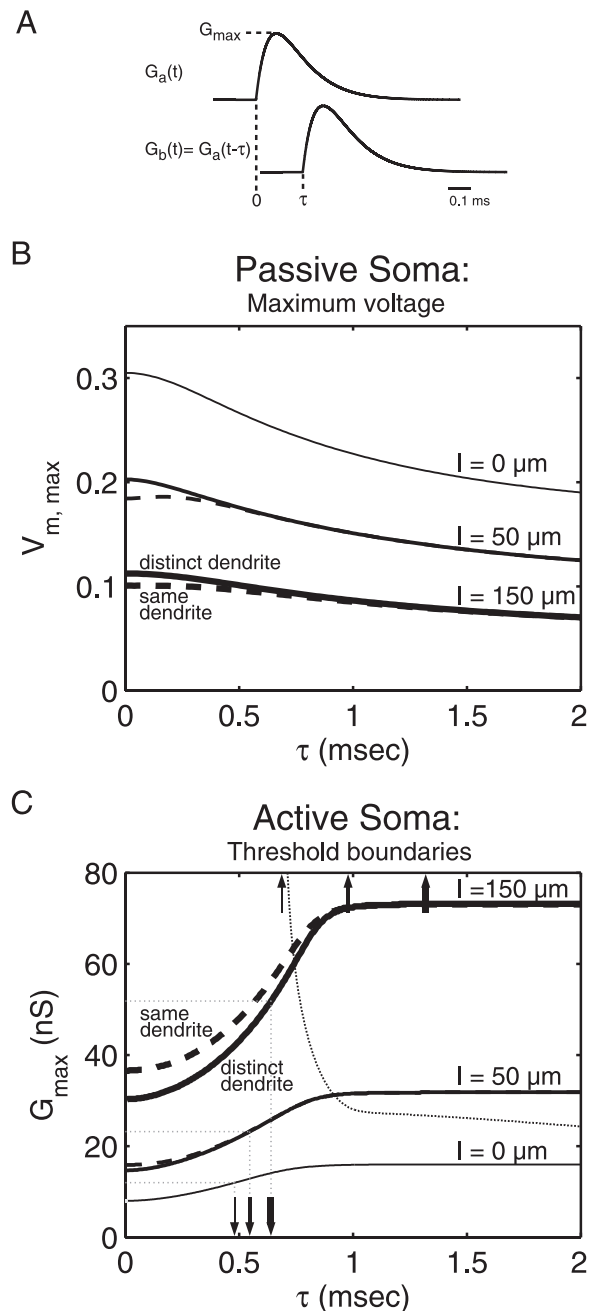 A
Gmax
Ga(t)
Gb(t)= Ga(t-τ)
0
τ
0.1 ms
B
Passive Soma:
Maximum voltage
0.3
0.2
0.1
0
Vm, max
l = 0 μm
l = 50 μm
distinct dendrite
same
dendrite
l = 150 μm
0
0.5
1
1.5
2
τ (msec)
C
Active Soma:
Threshold boundaries
80
60
40
20
0
Gmax (nS)
l =150 μm
same
dendrite
distinct
dendrite
l = 50 μm
l = 0 μm
0
0.5
1
1.5
2
τ (msec)